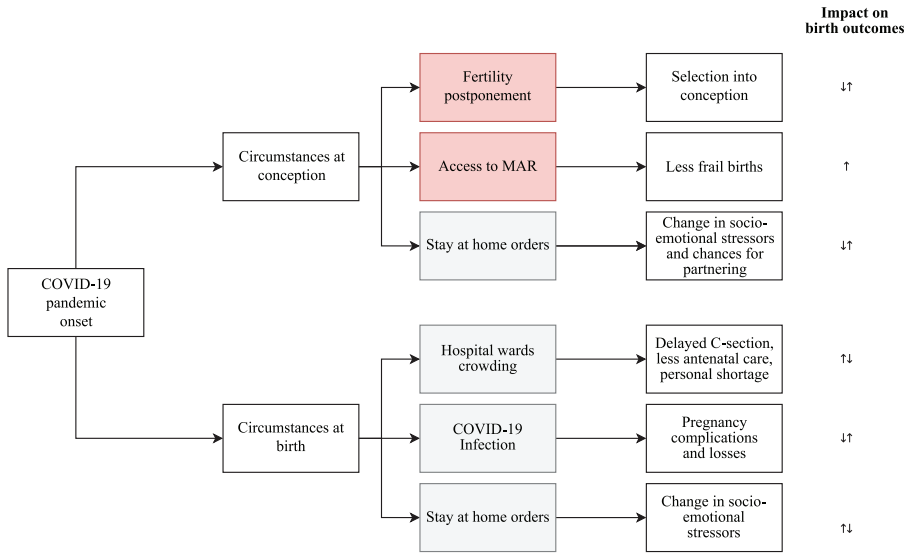 Impact on
birth outcomes
Fertility
postponement
Selection into
conception
↓↑
Circumstances at
conception
Access to MAR
Less frail births
↑
Stay at home orders
Change in socio-
emotional stressors
and chances for
partnering
↓↑
COVID-19
pandemic
onset
Hospital wards
crowding
Delayed C-section,
less antenatal care,
personal shortage
↑↓
Circumstances at
birth
COVID-19
Infection
Pregnancy
complications
and losses
↓↑
Stay at home orders
Change in socio-
emotional
stressors
↑↓